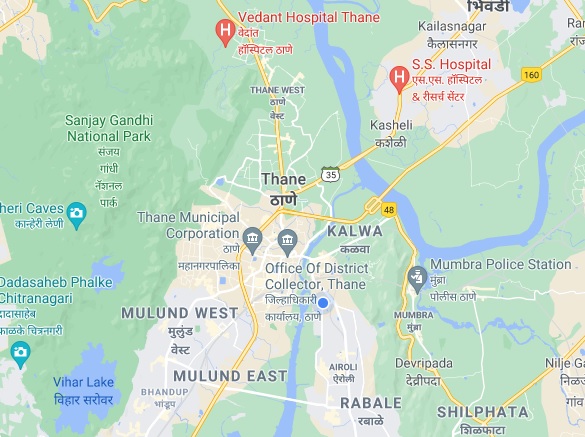 भिवंडी
Vedant Hospital Thane
वेदांत
हॉस्पिटल ठाणे
Kailasnagar
कैलासनगर
S.S. Hospital
एस.एस. हॉस्पिटल
& रीसर्च सेंटर
160
THANE WEST
ठाणे
वेस्ट
Sanjay Gandhi
National Park
संजय
गांधी
नॅशनल
पार्क
Kasheli
कशेळी
35
Thane
ठाणे
48
heri Caves
कान्हेरी लेणी
Thane Municipal
Corporation
ठाणे
महानगरपालिका
KALWA
कळवा
Office Of District
Collector, Thane
जिल्हाधिकारी
कार्यालय, ठाणे
Mumbra Police Station
मुंब्रा
पोलीस ठाणे
MUMBRA
मुंब्रा
Dadasaheb Phalke
Chitranagari
दादासाहेब
फाळके चित्रनगरी
MULUND WEST
मुलुंड
वेस्ट
Vihar Lake
विहार सरोवर
MULUND EAST
BHANDUP
भांडुप
AIROLI
ऐरोली
RABALE
रबाळे
Devripada
देव्रीपदा
SHILPHATA
शिळफाटा
Nilje Ga
निळजे
गांव